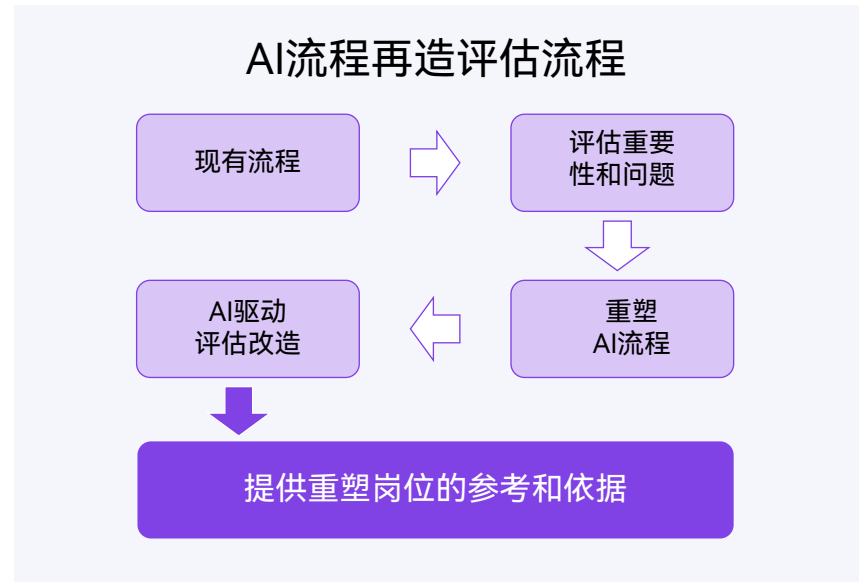 AI流程再造评估流程
现有流程
评估重要
性和问题
重塑
AI流程
AI驱动
评估改造
提供重塑岗位的参考和依据